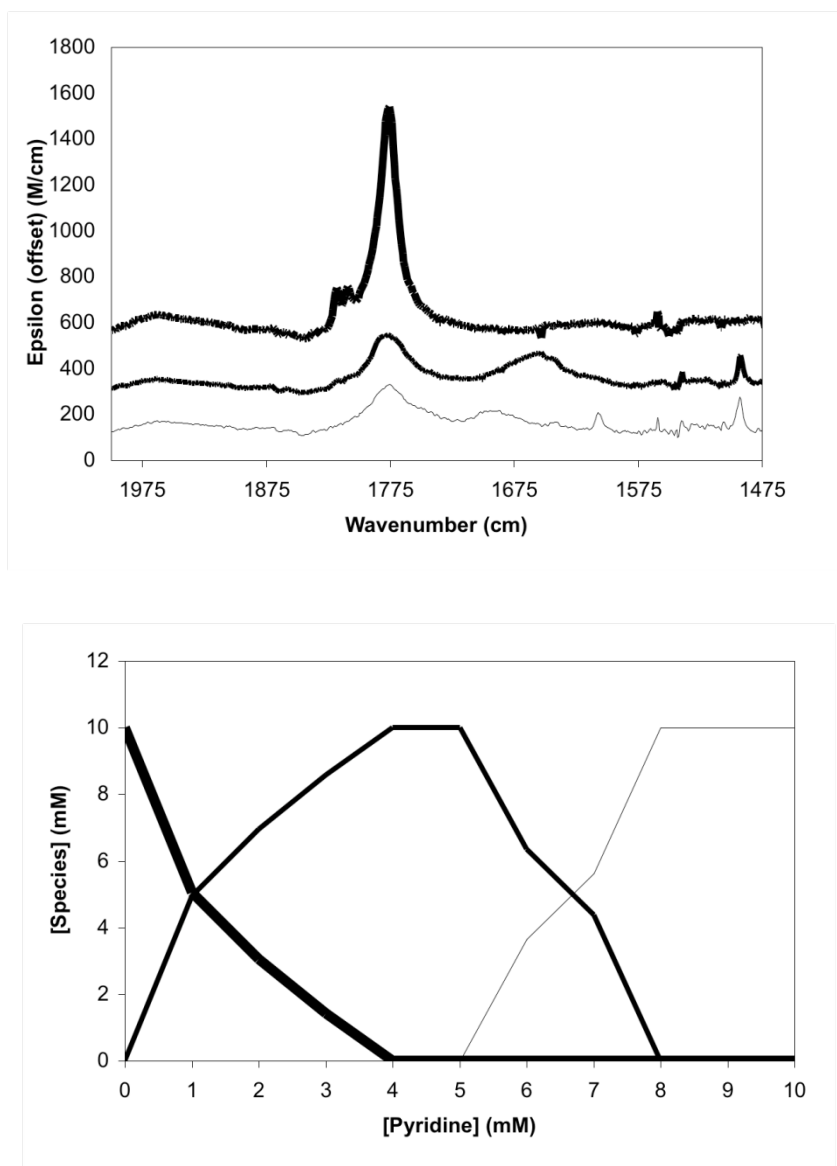 1800
1600
1400
1200
1000
800
600
400
200
0
Epsilon (offset) (M/cm)
1975 1875 1775 1675 1575 1475
Wavenumber (cm)
12
10
8
6
4
2
0
[Species] (mM)
0 1 2 3 4 5 6 7 8 9 10
[Pyridine] (mM)